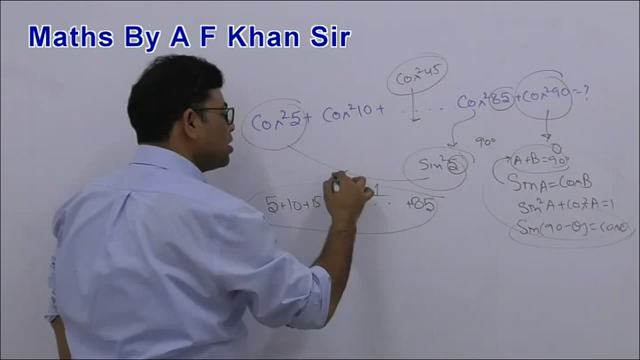 Maths By A F Khan Sir
Cos²45
Cos²5 + Cos²10 + ...... Cos²85 + Cos²90 = ?
0
Sin²5
90°
A+B=90°
SinA = CosB
Sin²A + Cos²A = 1
Sin(90-θ) = Cosθ
1
5+10+15 ... +85